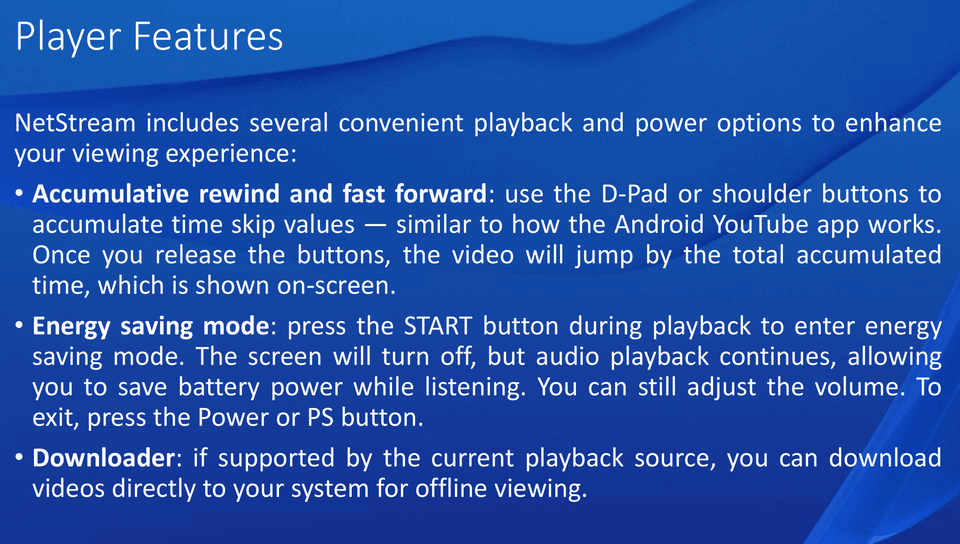 Player Features
NetStream includes several convenient playback and power options to enhance
your viewing experience:
• Accumulative rewind and fast forward: use the D-Pad or shoulder buttons to
accumulate time skip values — similar to how the Android YouTube app works.
Once you release the buttons, the video will jump by the total accumulated
time, which is shown on-screen.
• Energy saving mode: press the START button during playback to enter energy
saving mode. The screen will turn off, but audio playback continues, allowing
you to save battery power while listening. You can still adjust the volume. To
exit, press the Power or PS button.
• Downloader: if supported by the current playback source, you can download
videos directly to your system for offline viewing.